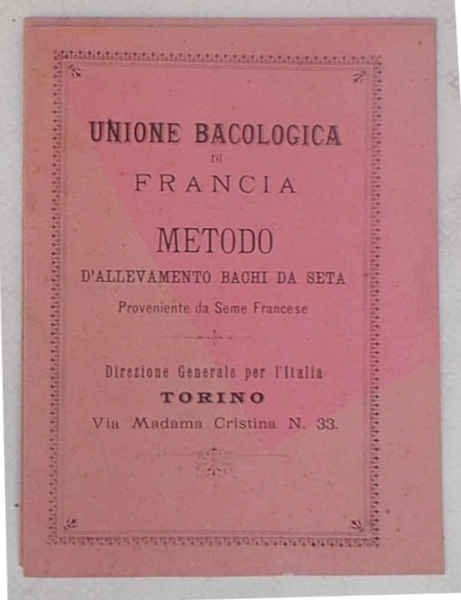 UNIONE BACOLOGICA
DI
FRANCIA
METODO
D'ALLEVAMENTO BACHI DA SETA
Proveniente da Seme Francese
Direzione Generale per l'Italia
TORINO
Via Madama Cristina N. 33.